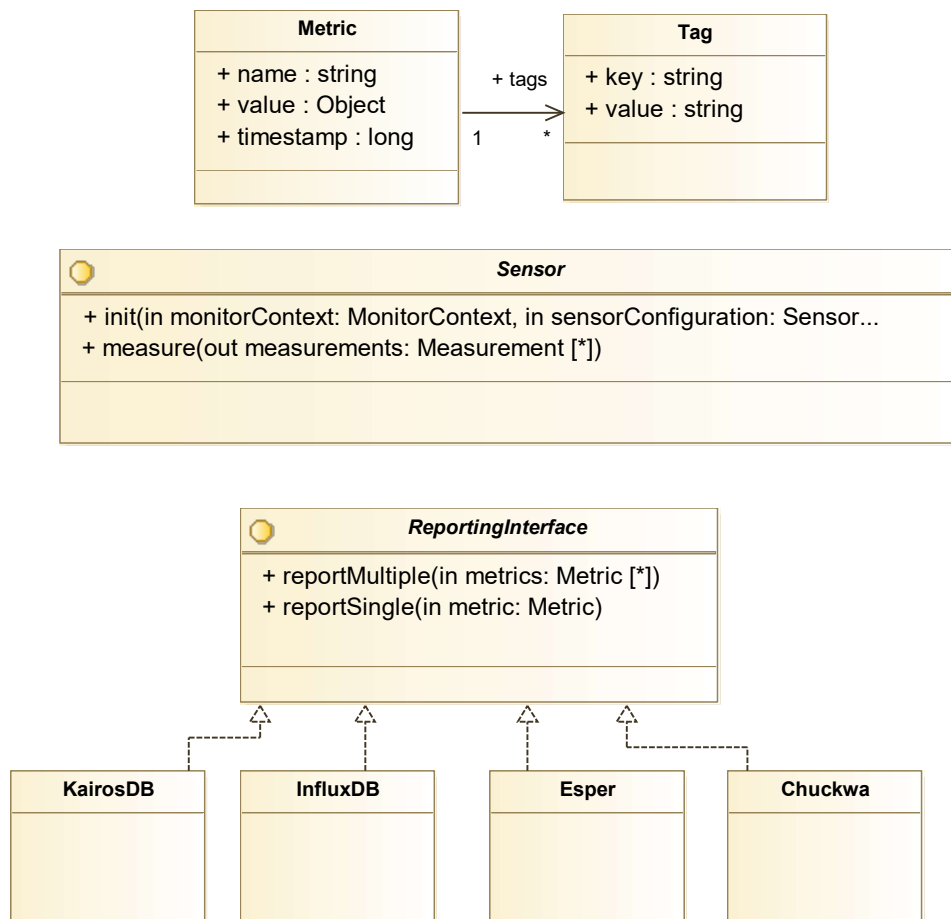 Metric
+ name : string
+ value : Object
+ timestamp : long
+ tags
1
*
Tag
+ key : string
+ value : string
Sensor
+ init(in monitorContext: MonitorContext, in sensorConfiguration: Sensor...
+ measure(out measurements: Measurement [*])
ReportingInterface
+ reportMultiple(in metrics: Metric [*])
+ reportSingle(in metric: Metric)
KairosDB
InfluxDB
Esper
Chuckwa